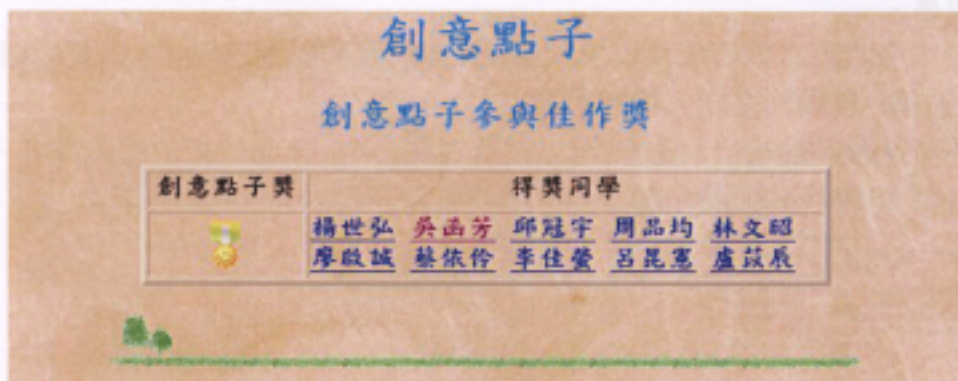 創意點子
創意點子參與佳作獎
創意點子獎 得獎同學
楊世弘 吳函芳 邱冠宇 周品均 林文昭
廖啟誠 蔡依伶 李佳螢 呂昆憲 盧苡辰